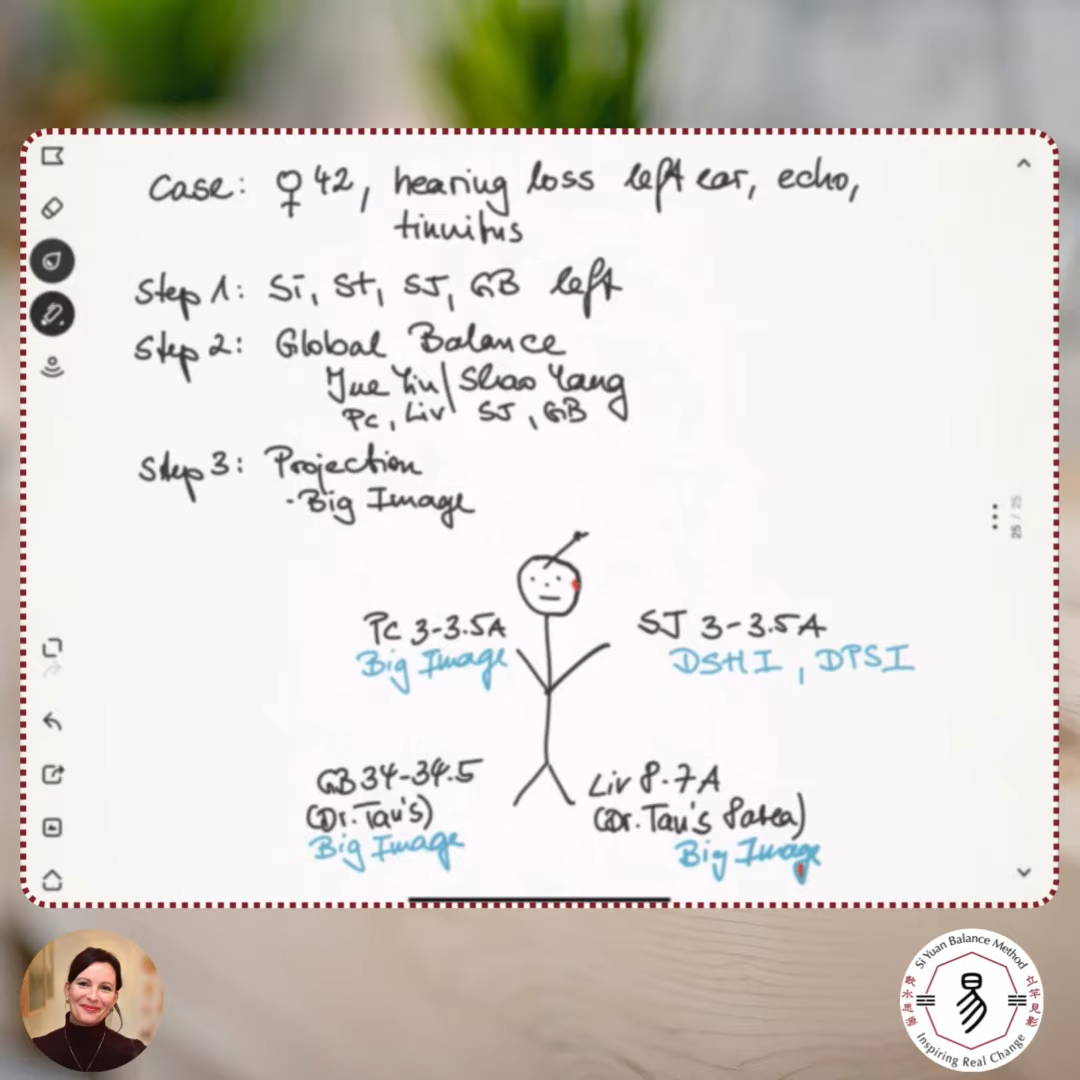 Case: ♀ 42, hearing loss left ear, echo,
tinnitus
Step 1: Si, St, SJ, GB left
Step 2: Global Balance
Jue Yin / Shao Yang
Pc, Liv SJ, GB
Step 3: Projection
- Big Image
Pc 3-3.5A
Big Image
SJ 3-3.5A
DSHI, DPSI
GB 34-34.5
(Dr. Tan's)
Big Image
Liv 8-7A
(Dr. Tan's 8 area)
Big Image
25 / 25
Si Yuan Balance Method
Inspiring Real Change